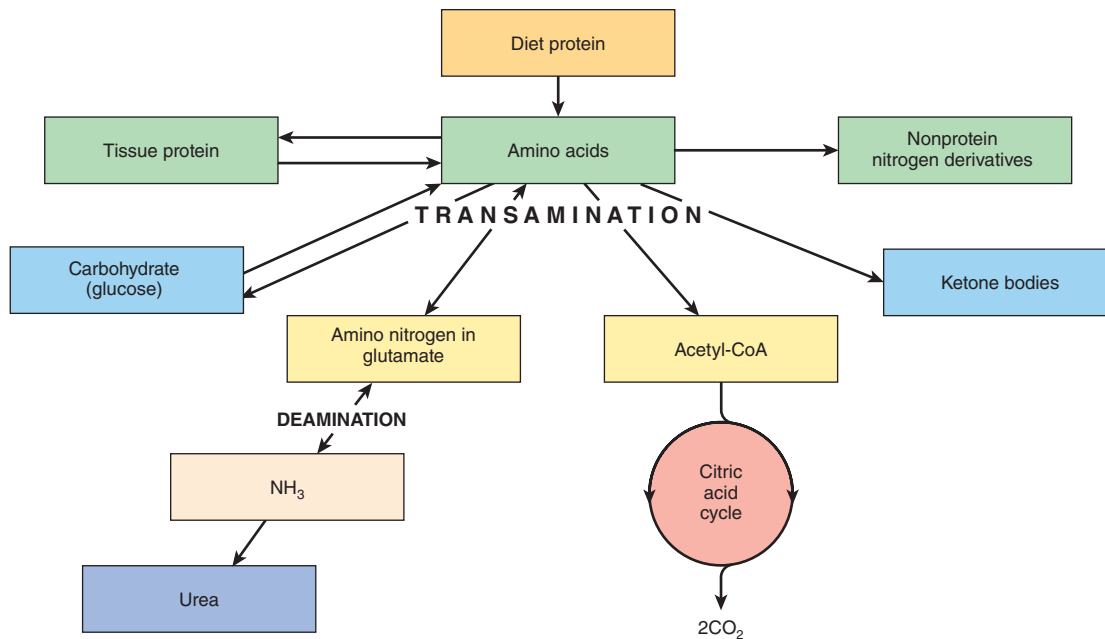 Diet protein
Tissue protein
Amino acids
Nonprotein
nitrogen derivatives
TRANSAMINATION
Carbohydrate
(glucose)
Ketone bodies
Amino nitrogen in
glutamate
Acetyl-CoA
DEAMINATION
NH₃
Citric
acid
cycle
Urea
2CO₂